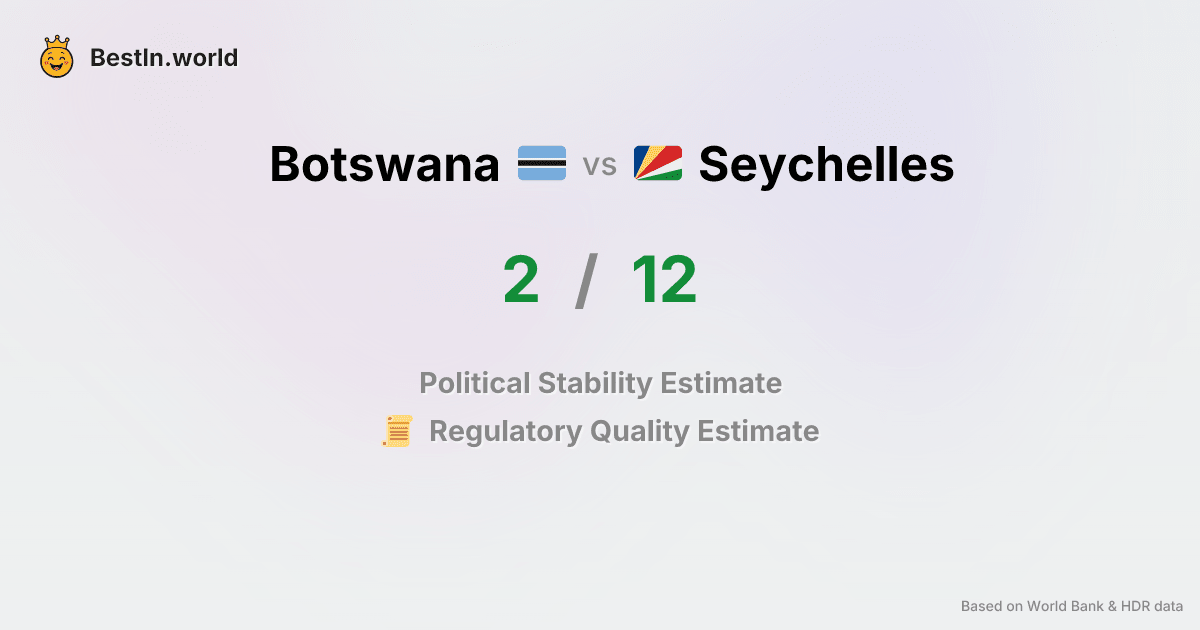 BestIn.world
Botswana vs Seychelles
2 / 12
Political Stability Estimate
Regulatory Quality Estimate
Based on World Bank & HDR data